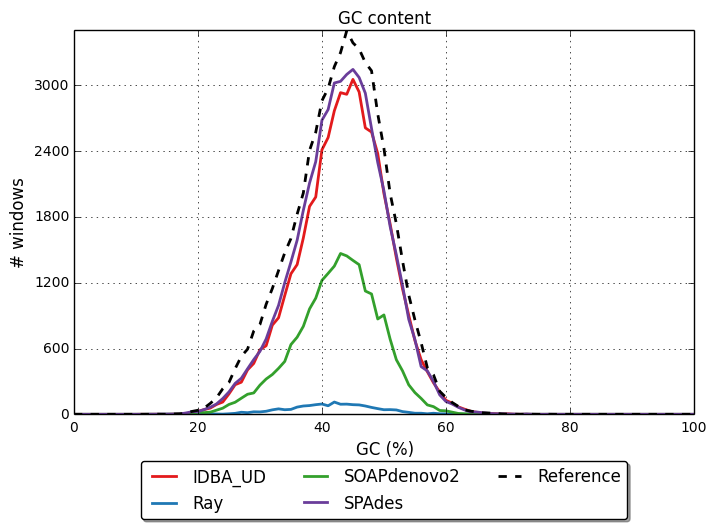 GC content
3000
2400
1800
1200
600
0
# windows
0 20 40 60 80 100
GC (%)
IDBA_UD SOAPdenovo2 Reference
Ray SPAdes